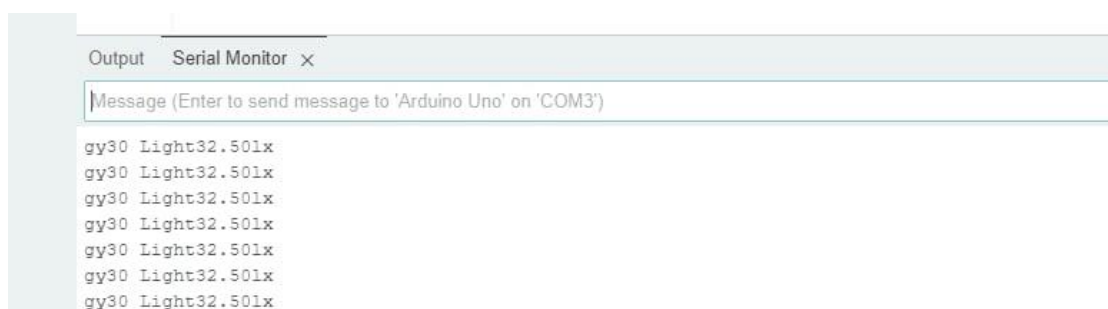 Output Serial Monitor ×
Message (Enter to send message to 'Arduino Uno' on 'COM3')
gy30 Light32.50lx
gy30 Light32.50lx
gy30 Light32.50lx
gy30 Light32.50lx
gy30 Light32.50lx
gy30 Light32.50lx
gy30 Light32.50lx